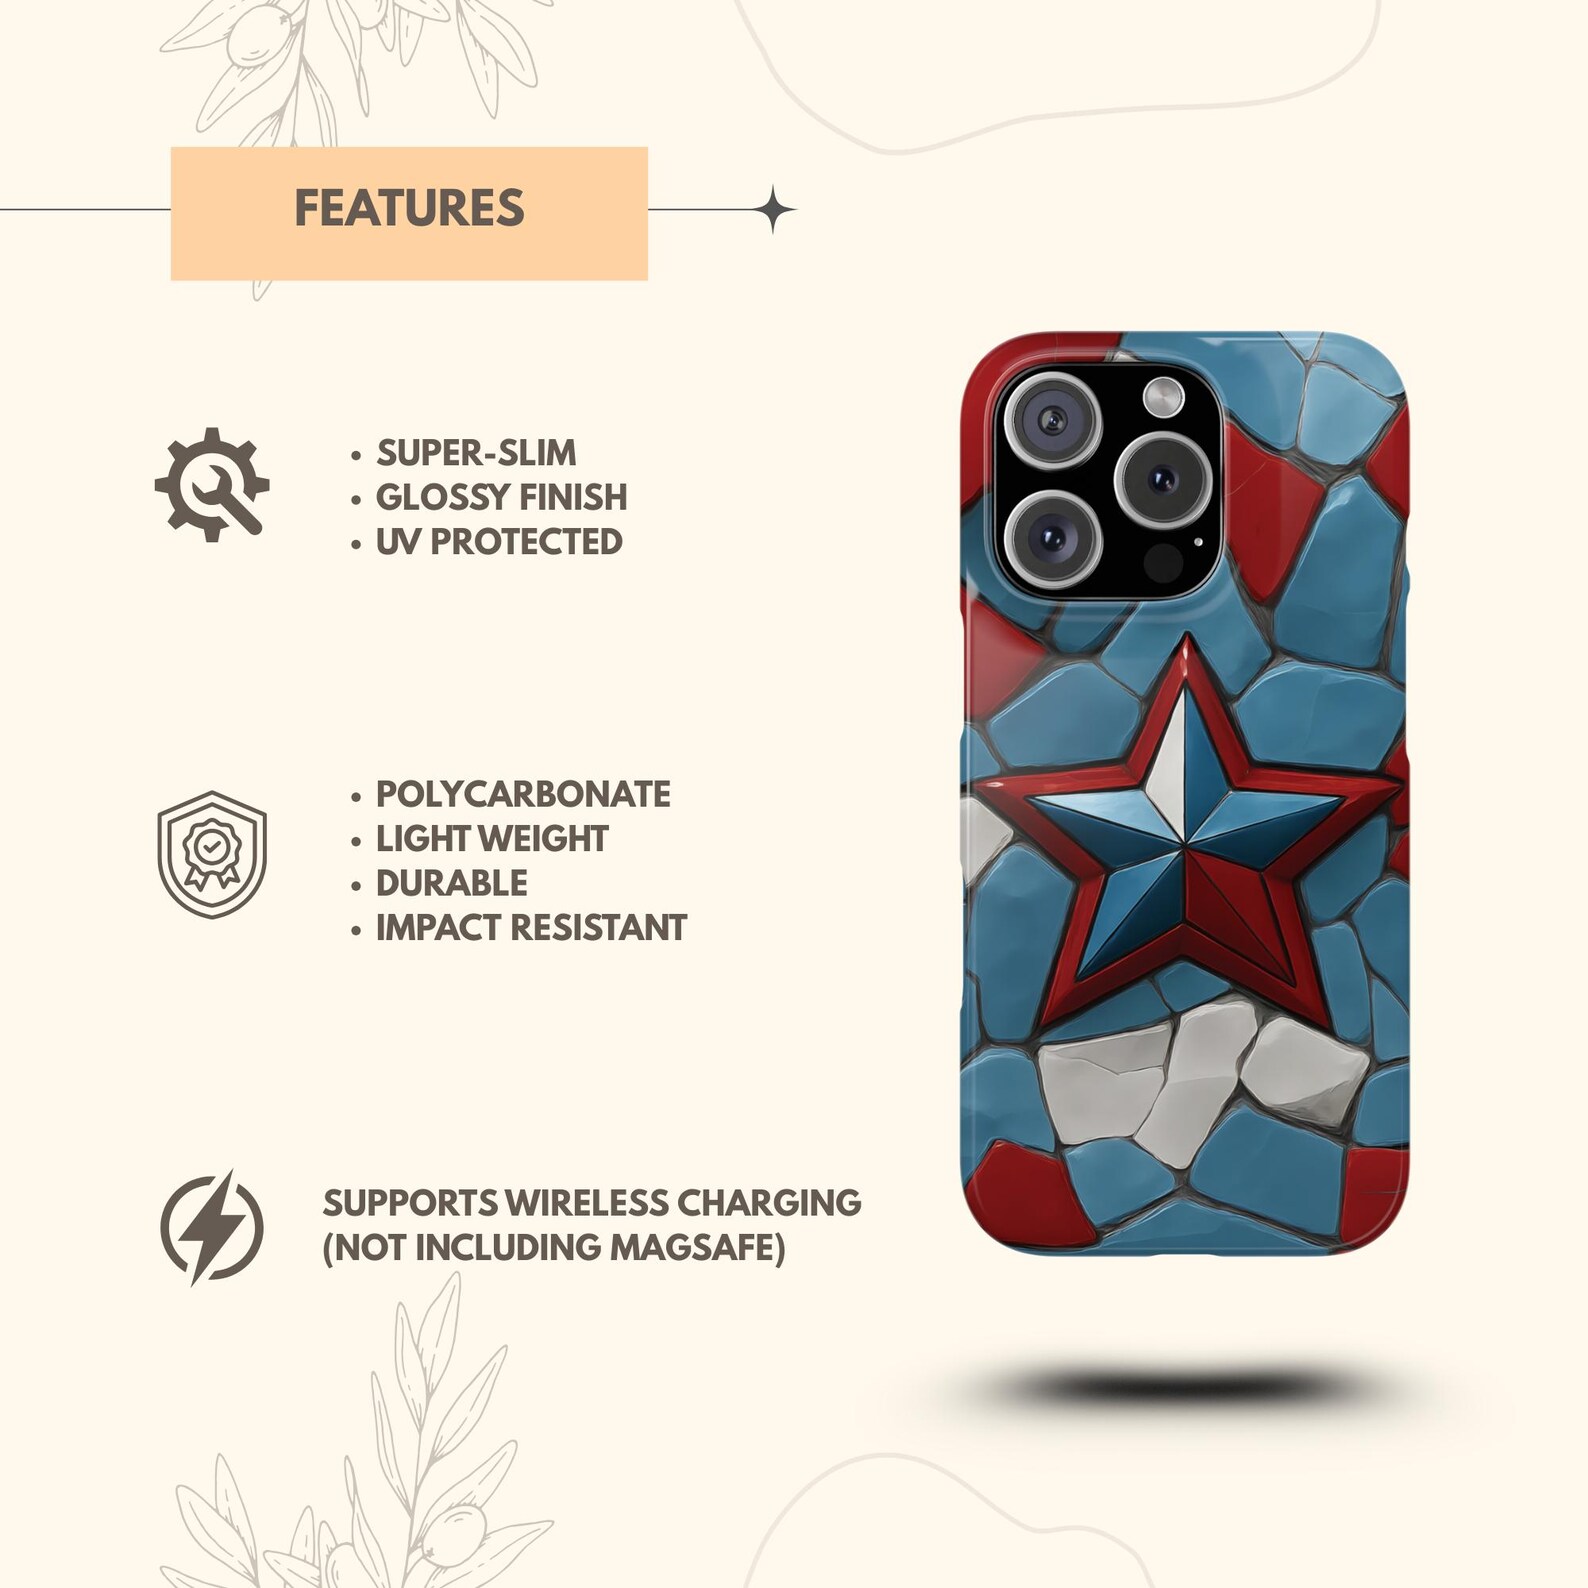 FEATURES
• SUPER-SLIM
• GLOSSY FINISH
• UV PROTECTED
• POLYCARBONATE
• LIGHT WEIGHT
• DURABLE
• IMPACT RESISTANT
SUPPORTS WIRELESS CHARGING
(NOT INCLUDING MAGSAFE)